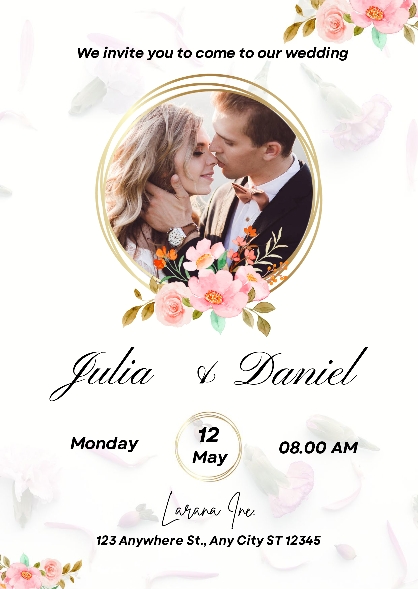 We invite you to come to our wedding
Julia & Daniel
Monday
12
May
08.00 AM
Larana Inc.
123 Anywhere St., Any City ST 12345